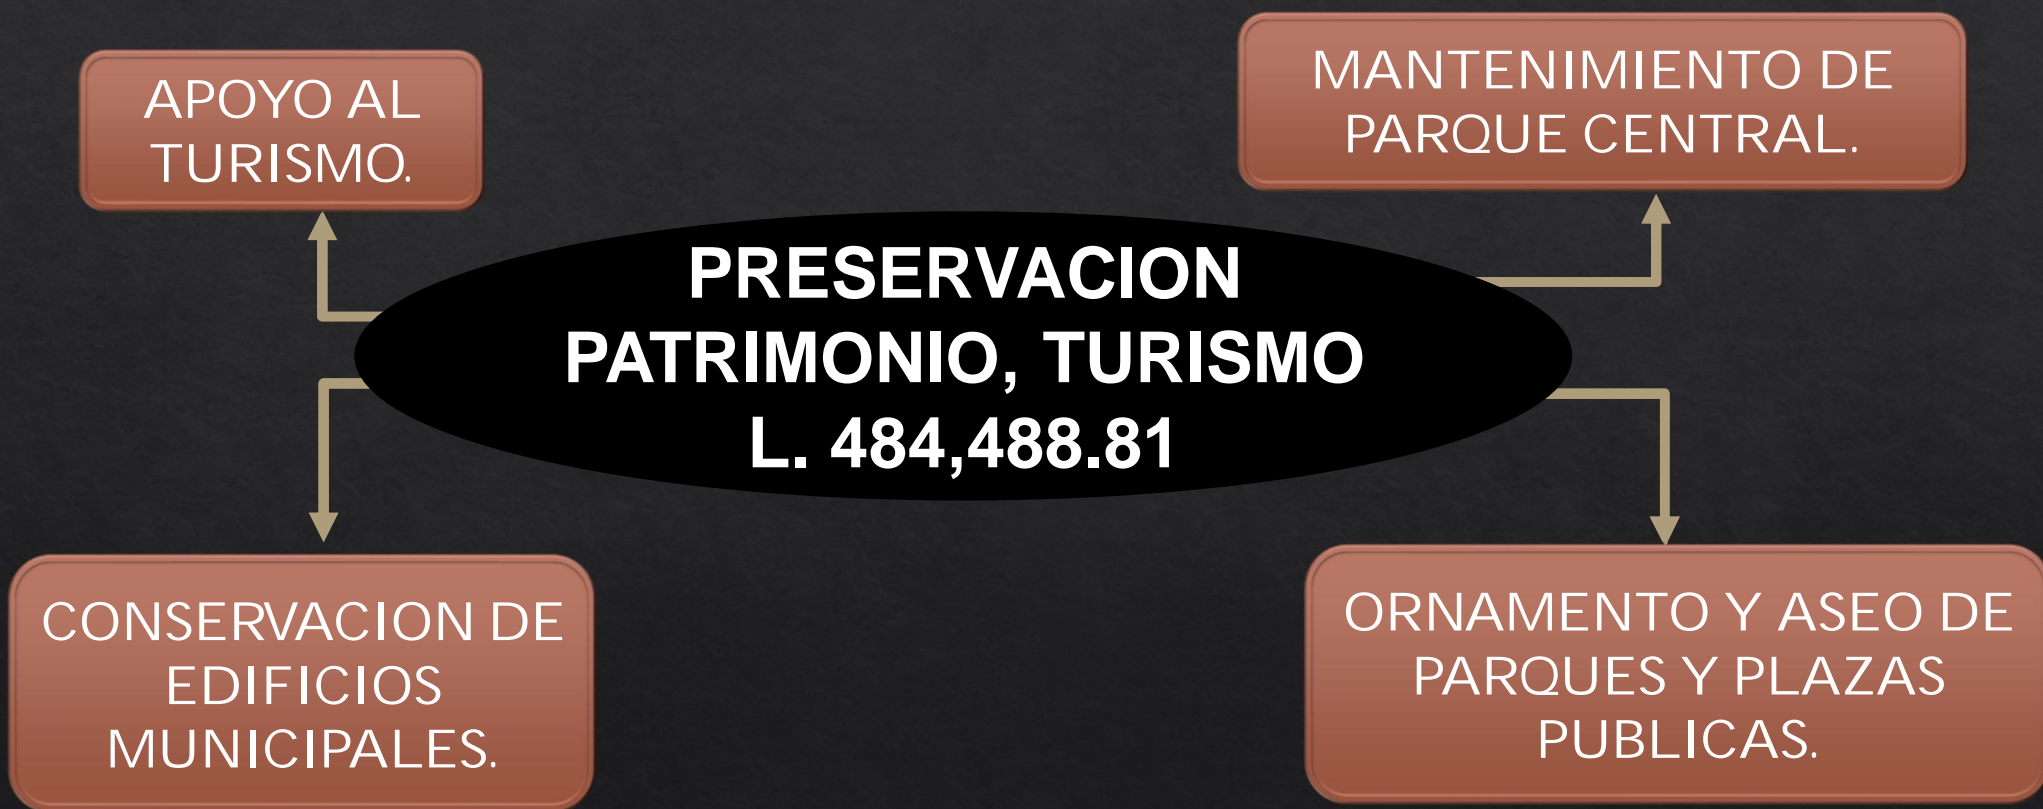 APOYO AL
TURISMO.
MANTENIMIENTO DE
PARQUE CENTRAL.
PRESERVACION
PATRIMONIO, TURISMO
L. 484,488.81
CONSERVACION DE
EDIFICIOS
MUNICIPALES.
ORNAMENTO Y ASEO DE
PARQUES Y PLAZAS
PUBLICAS.